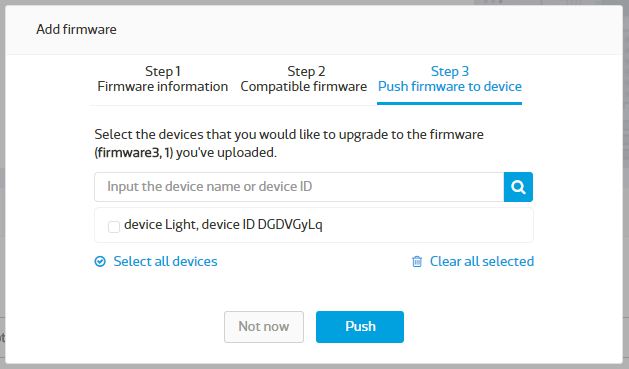 Add firmware
Step 1
Firmware information
Step 2
Compatible firmware
Step 3
Push firmware to device
Select the devices that you would like to upgrade to the firmware
(firmware3, 1) you've uploaded.
Input the device name or device ID
device Light, device ID DGDVGyLq
Select all devices
Clear all selected
Not now
Push